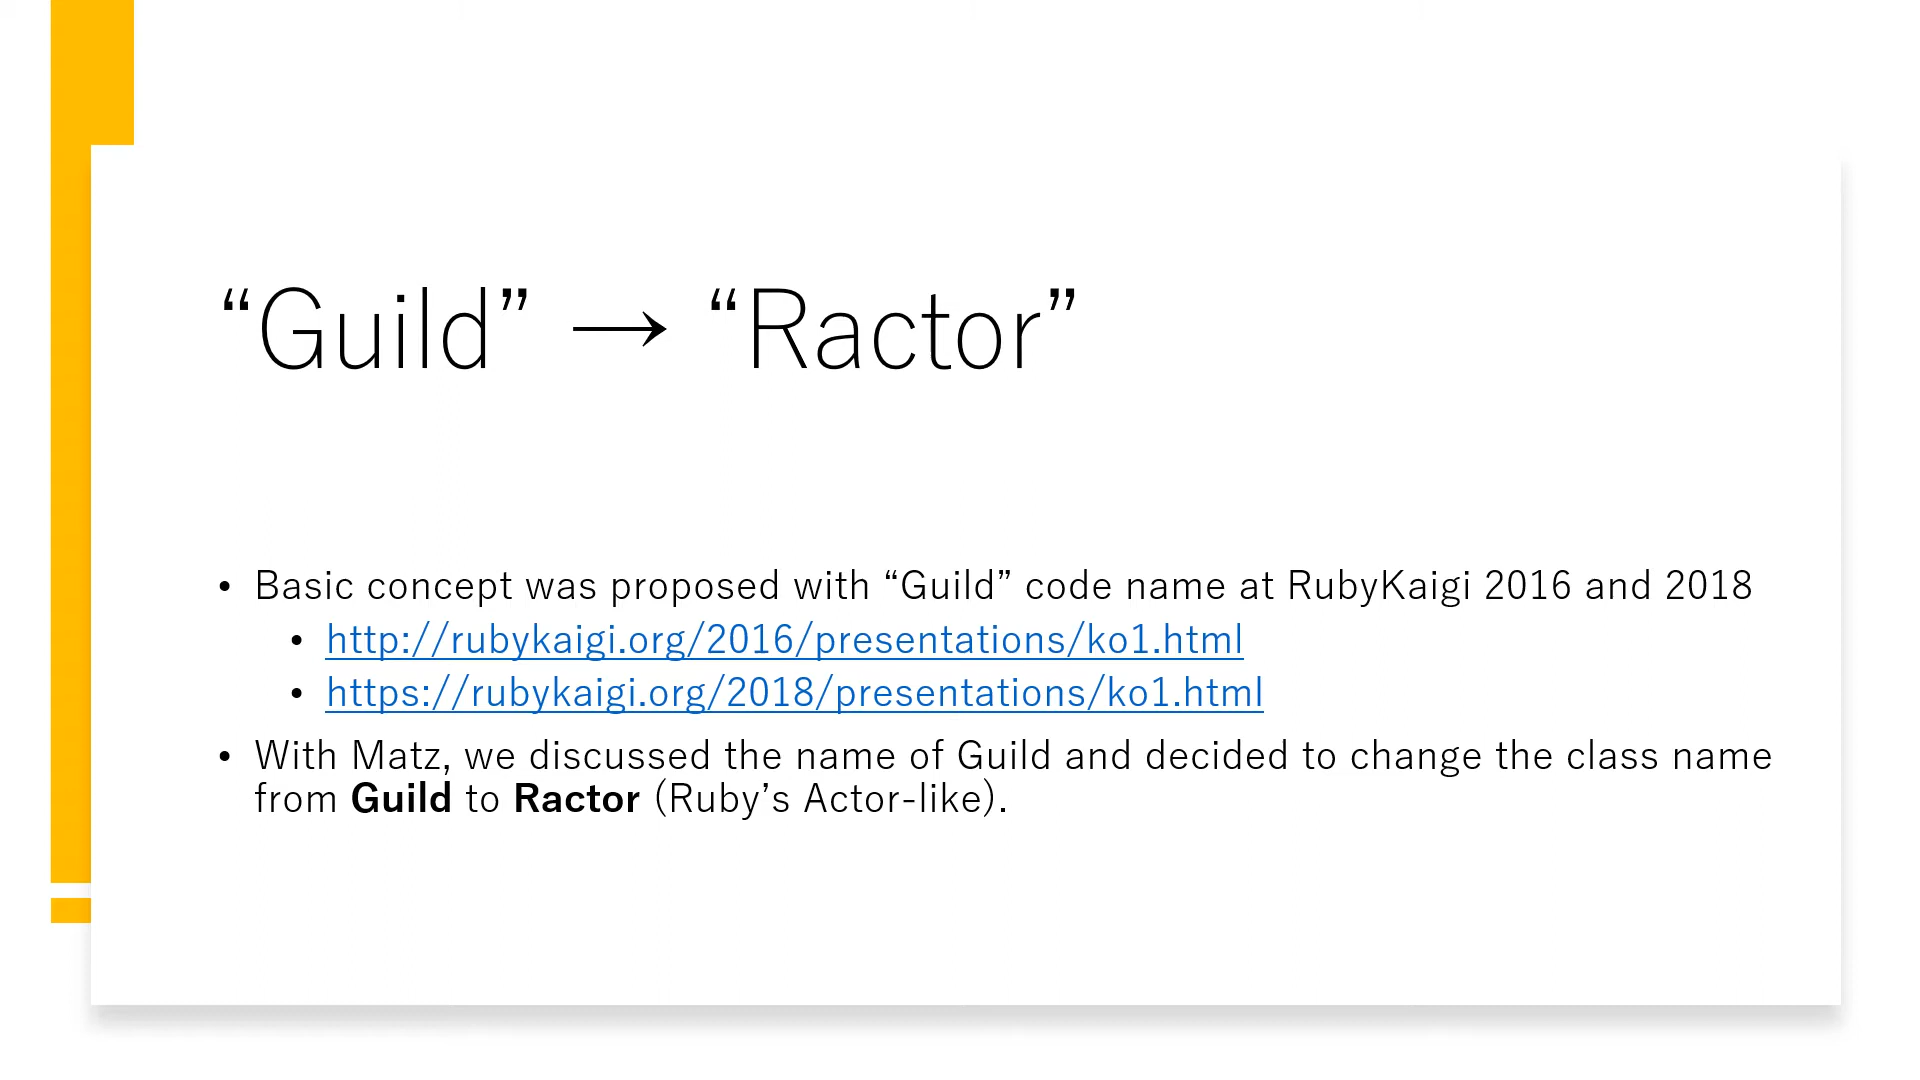 “Guild” → “Ractor”
• Basic concept was proposed with “Guild” code name at RubyKaigi 2016 and 2018
• http://rubykaigi.org/2016/presentations/ko1.html
• https://rubykaigi.org/2018/presentations/ko1.html
• With Matz, we discussed the name of Guild and decided to change the class name
from Guild to Ractor (Ruby’s Actor-like).